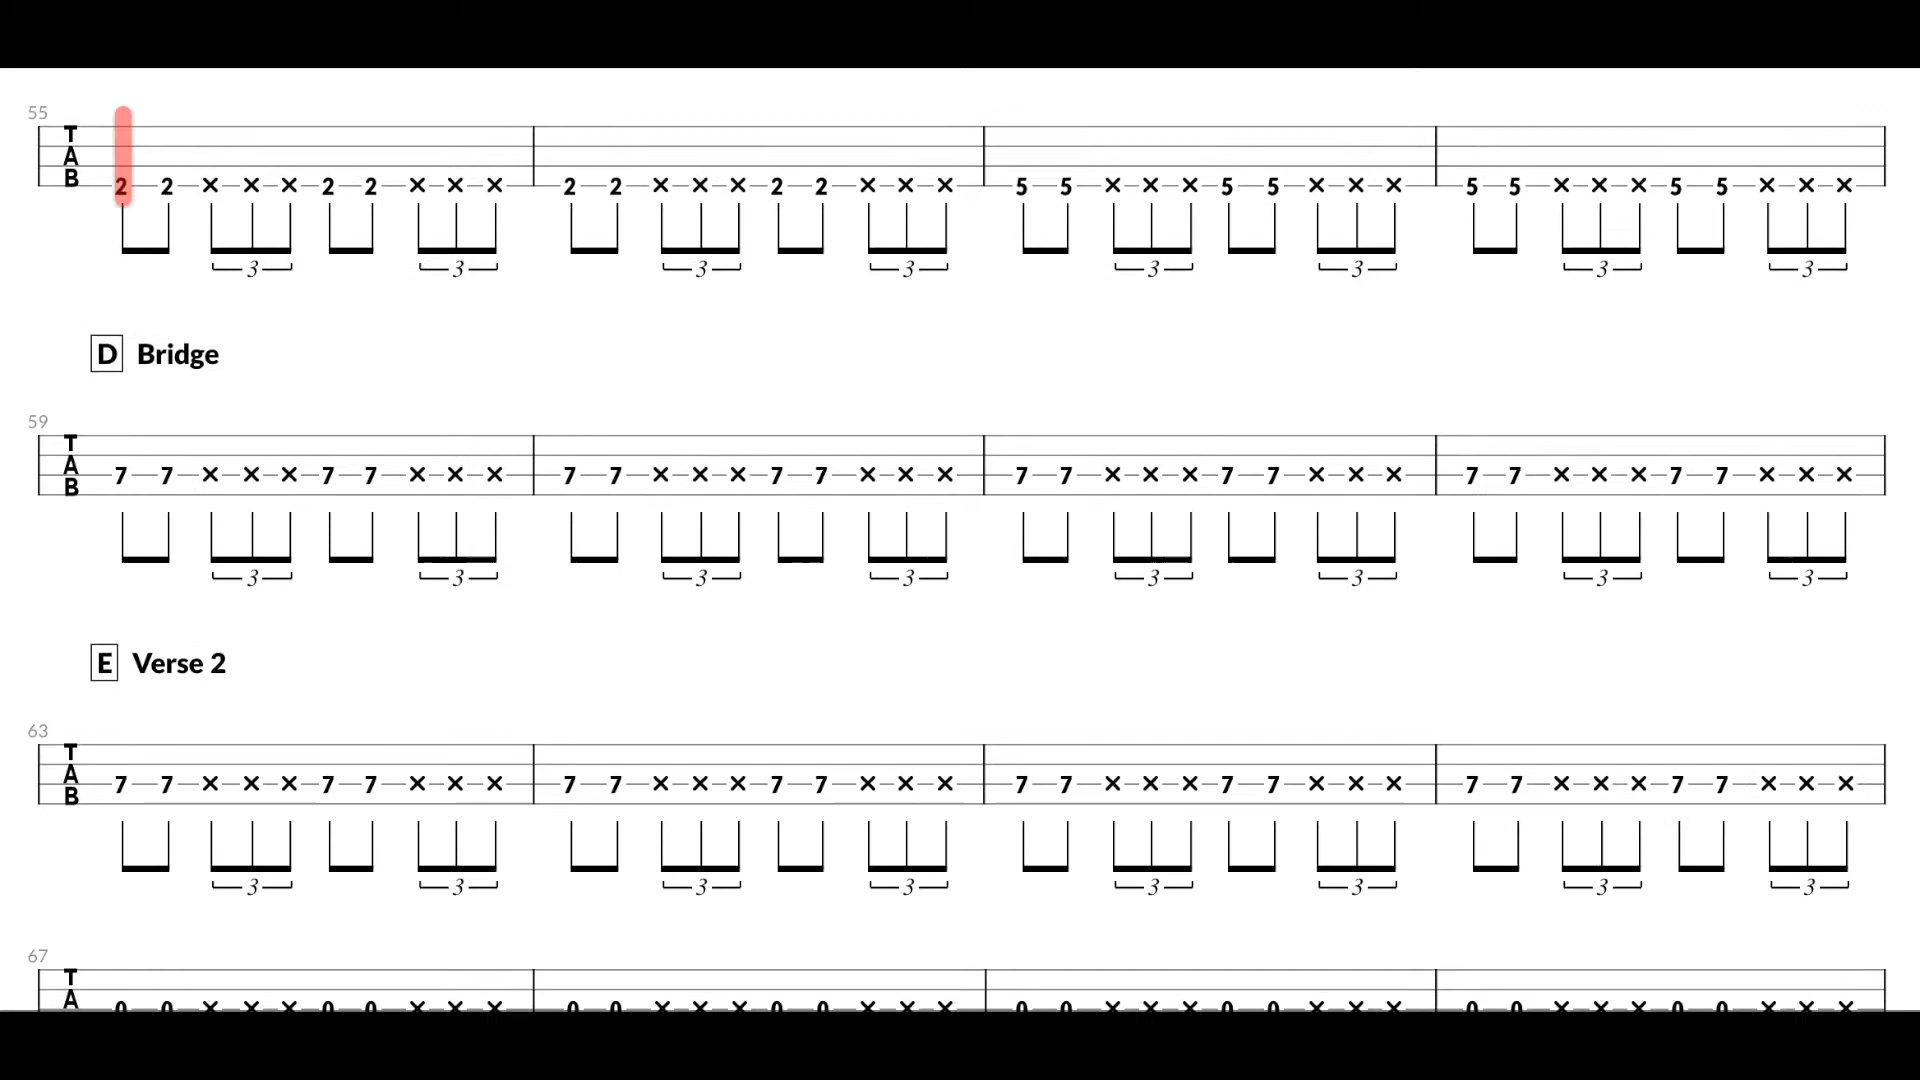 55
T
A
B
2 2 × × × 2 2 × × × 2 2 × × × 2 2 × × × 5 5 × × × 5 5 × × × 5 5 × × × 5 5 × × ×
3 3 3 3 3 3 3 3
D Bridge
59
T
A
B
7 7 × × × 7 7 × × × 7 7 × × × 7 7 × × × 7 7 × × × 7 7 × × × 7 7 × × × 7 7 × × ×
3 3 3 3 3 3 3 3
E Verse 2
63
T
A
B
7 7 × × × 7 7 × × × 7 7 × × × 7 7 × × × 7 7 × × × 7 7 × × × 7 7 × × × 7 7 × × ×
3 3 3 3 3 3 3 3
67
T
A